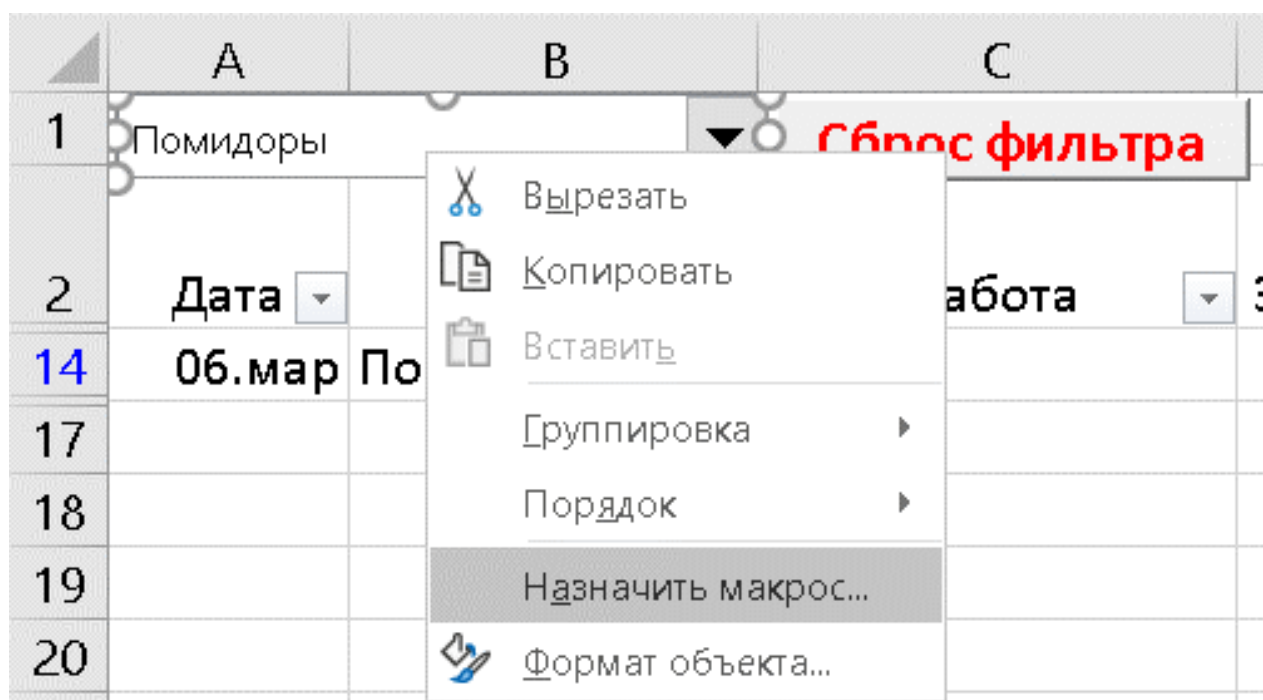 A B C
1 Помидоры Сброс фильтра
Вырезать
Копировать
2 Дата абота
Вставить
14 06.мар По
Группировка
17
Порядок
18
Назначить макрос...
19
Формат объекта...
20